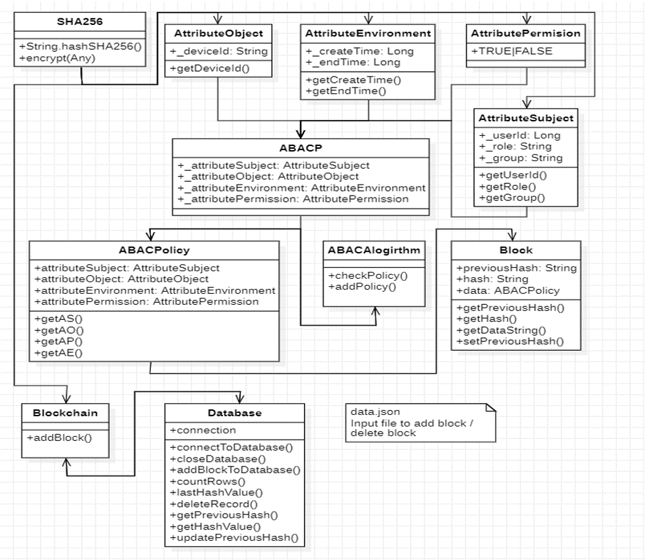 SHA256
+String.hashSHA256()
+encrypt(Any)
AttributeObject
+_deviceId: String
+getDeviceId()
AttributeEnvironment
+_createTime: Long
+_endTime: Long
+getCreateTime()
+getEndTime()
AttributePermision
+TRUE|FALSE
AttributeSubject
+_userId: Long
+_role: String
+_group: String
+getUserId()
+getRole()
+getGroup()
ABACP
+_attributeSubject: AttributeSubject
+_attributeObject: AttributeObject
+_attributeEnvironment: AttributeEnvironment
+_attributePermission: AttributePermission
ABACPolicy
+attributeSubject: AttributeSubject
+attributeObject: AttributeObject
+attributeEnvironment: AttributeEnvironment
+attributePermission: AttributePermission
+getAS()
+getAO()
+getAP()
+getAE()
ABACAlogirthm
+checkPolicy()
+addPolicy()
Block
+previousHash: String
+hash: String
+data: ABACPolicy
+getPreviousHash()
+getHash()
+getDataString()
+setPreviousHash()
Blockchain
+addBlock()
Database
+connection
+connectToDatabase()
+closeDatabase()
+addBlockToDatabase()
+countRows()
+lastHashValue()
+deleteRecord()
+getPreviousHash()
+getHashValue()
+updatePreviousHash()
data.json
Input file to add block /
delete block